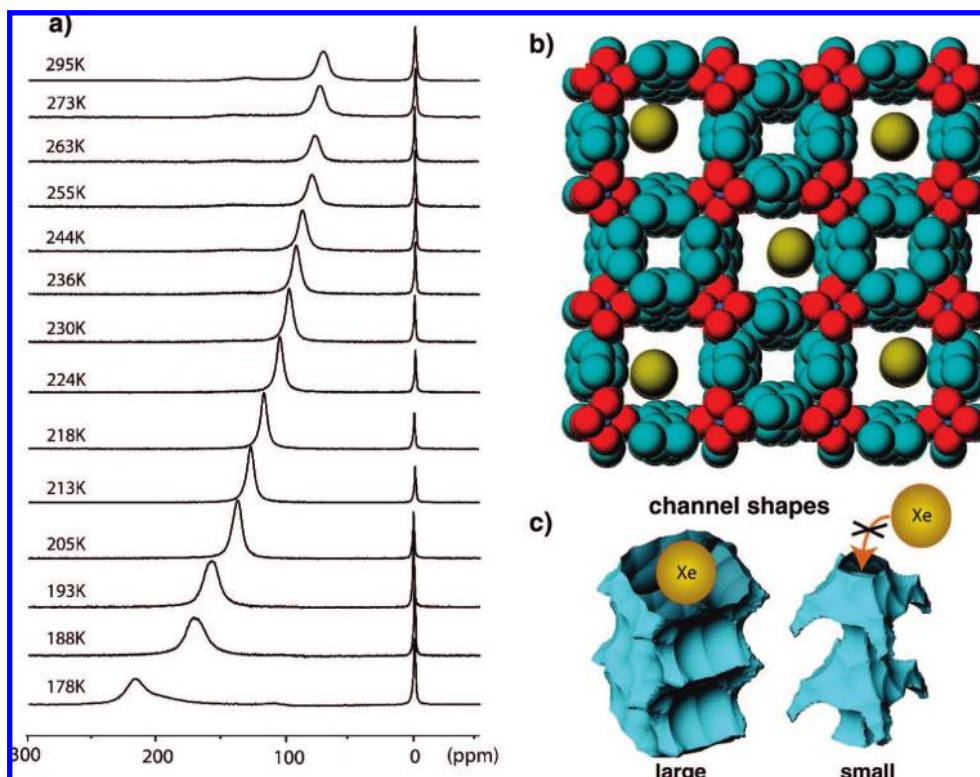 a)
295K
273K
263K
255K
244K
236K
230K
224K
218K
213K
205K
193K
188K
178K
300 200 100 0 (ppm)
b)
c)
channel shapes
Xe
Xe
large small